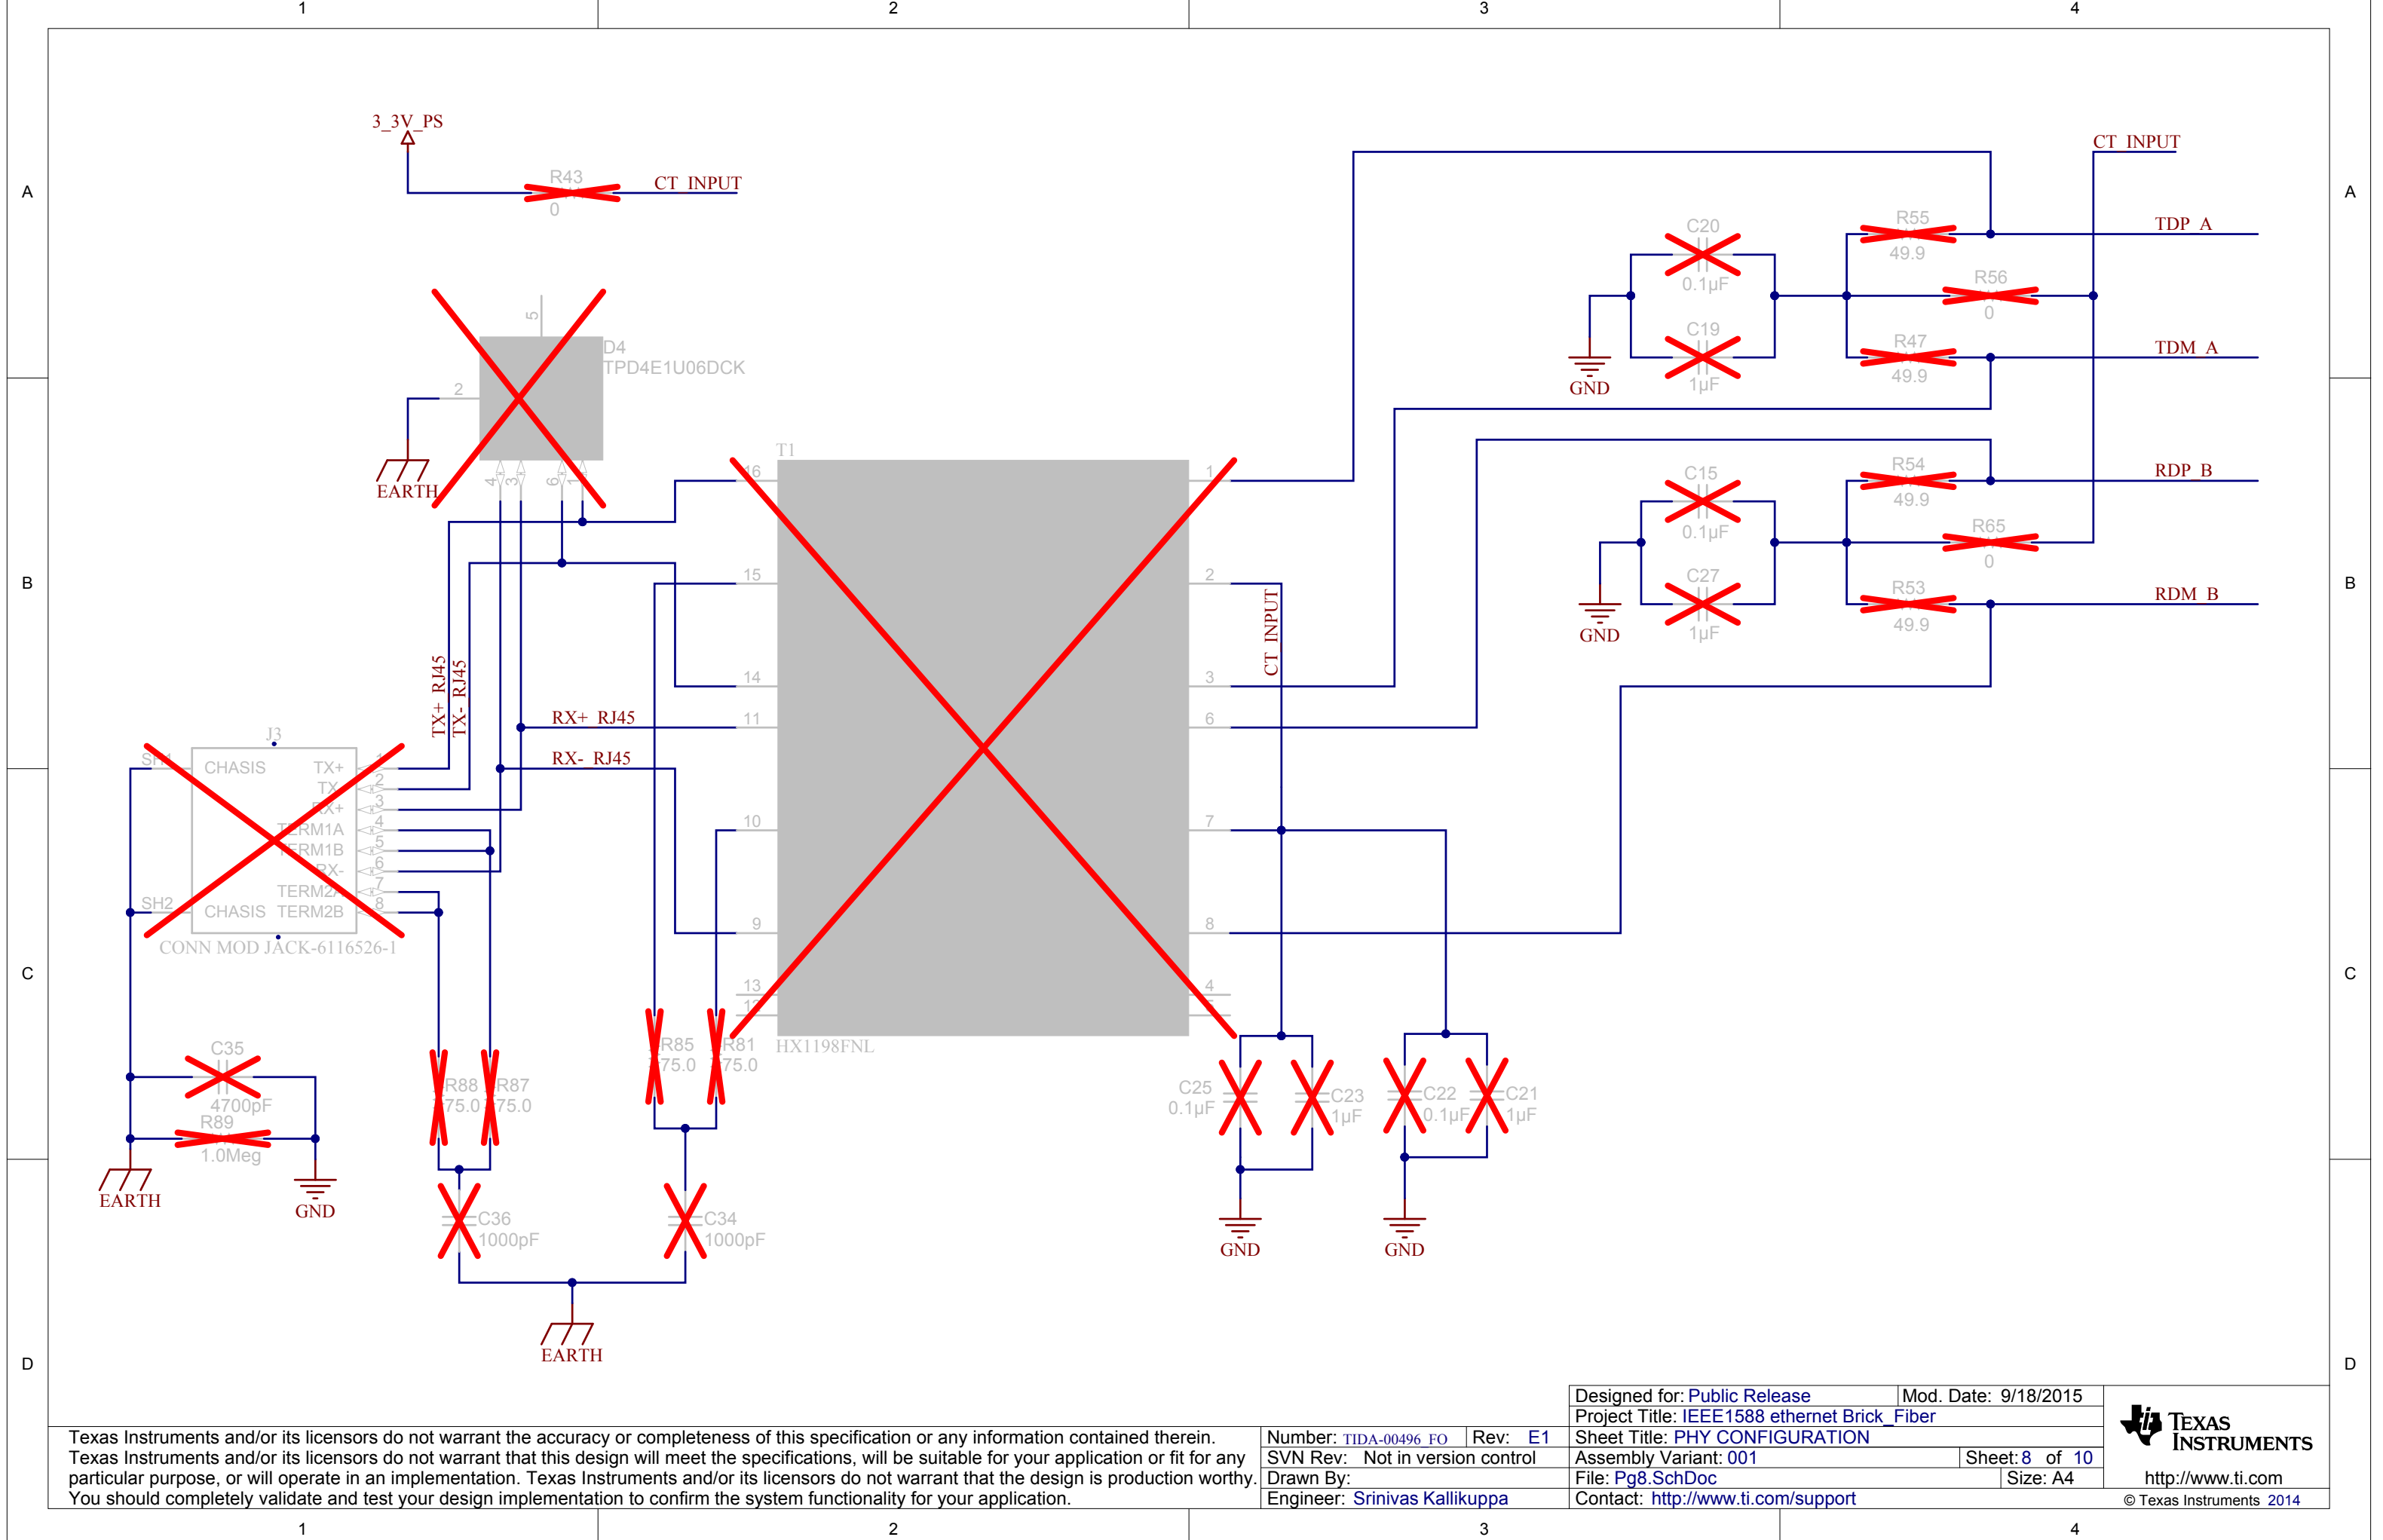 1 2 3 4
3_3V_PS
CT_INPUT
A A
R43
CT_INPUT
0
R55
TDP_A
C20
49.9
0.1µF
R56
0
5
C19
R47
TDM_A
D4
TPD4E1U06DCK
1µF
49.9
GND
2
EARTH
4 3 6 1
T1
16 1
C15
R54
RDP_B
0.1µF
49.9
R65
0
B B
15 2
C27
R53
RDM_B
1µF
49.9
GND
CT_INPUT
TX+_RJ45
TX-_RJ45
14 3
RX+_RJ45
11 6
RX-_RJ45
J3
SH1 CHASIS TX+ 1
2
RX+ 3
TERM1A 4
TERM1B 5
RX- 6
TERM2A 7
SH2 CHASIS TERM2B 8
CONN MOD JACK-6116526-1
10 7
9 8
C C
13 4
HX1198FNL
R85
75.0
R81
75.0
C35
4700pF
R89
1.0Meg
R88
75.0
R87
75.0
C25
0.1µF
C23
1µF
C22
0.1µF
C21
1µF
EARTH
GND
C36
1000pF
C34
1000pF
GND
GND
EARTH
D D
Designed for: Public Release Mod. Date: 9/18/2015
Project Title: IEEE1588 ethernet Brick_Fiber
Number: TIDA-00496_FO Rev: E1 Sheet Title: PHY CONFIGURATION
SVN Rev: Not in version control Assembly Variant: 001 Sheet: 8 of 10
Drawn By: File: Pg8.SchDoc Size: A4
Engineer: Srinivas Kallikuppa Contact: http://www.ti.com/support
TEXAS
INSTRUMENTS
http://www.ti.com
© Texas Instruments 2014
Texas Instruments and/or its licensors do not warrant the accuracy or completeness of this specification or any information contained therein.
Texas Instruments and/or its licensors do not warrant that this design will meet the specifications, will be suitable for your application or fit for any
particular purpose, or will operate in an implementation. Texas Instruments and/or its licensors do not warrant that the design is production worthy.
You should completely validate and test your design implementation to confirm the system functionality for your application.
1 2 3 4